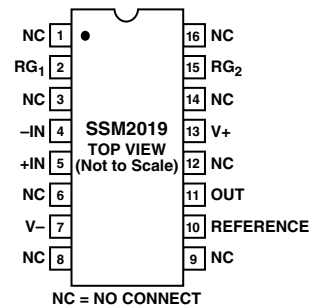 NC 1 16 NC
RG1 2 15 RG2
NC 3 14 NC
–IN 4 SSM2019 13 V+
TOP VIEW
+IN 5 (Not to Scale) 12 NC
NC 6 11 OUT
V– 7 10 REFERENCE
NC 8 9 NC
NC = NO CONNECT